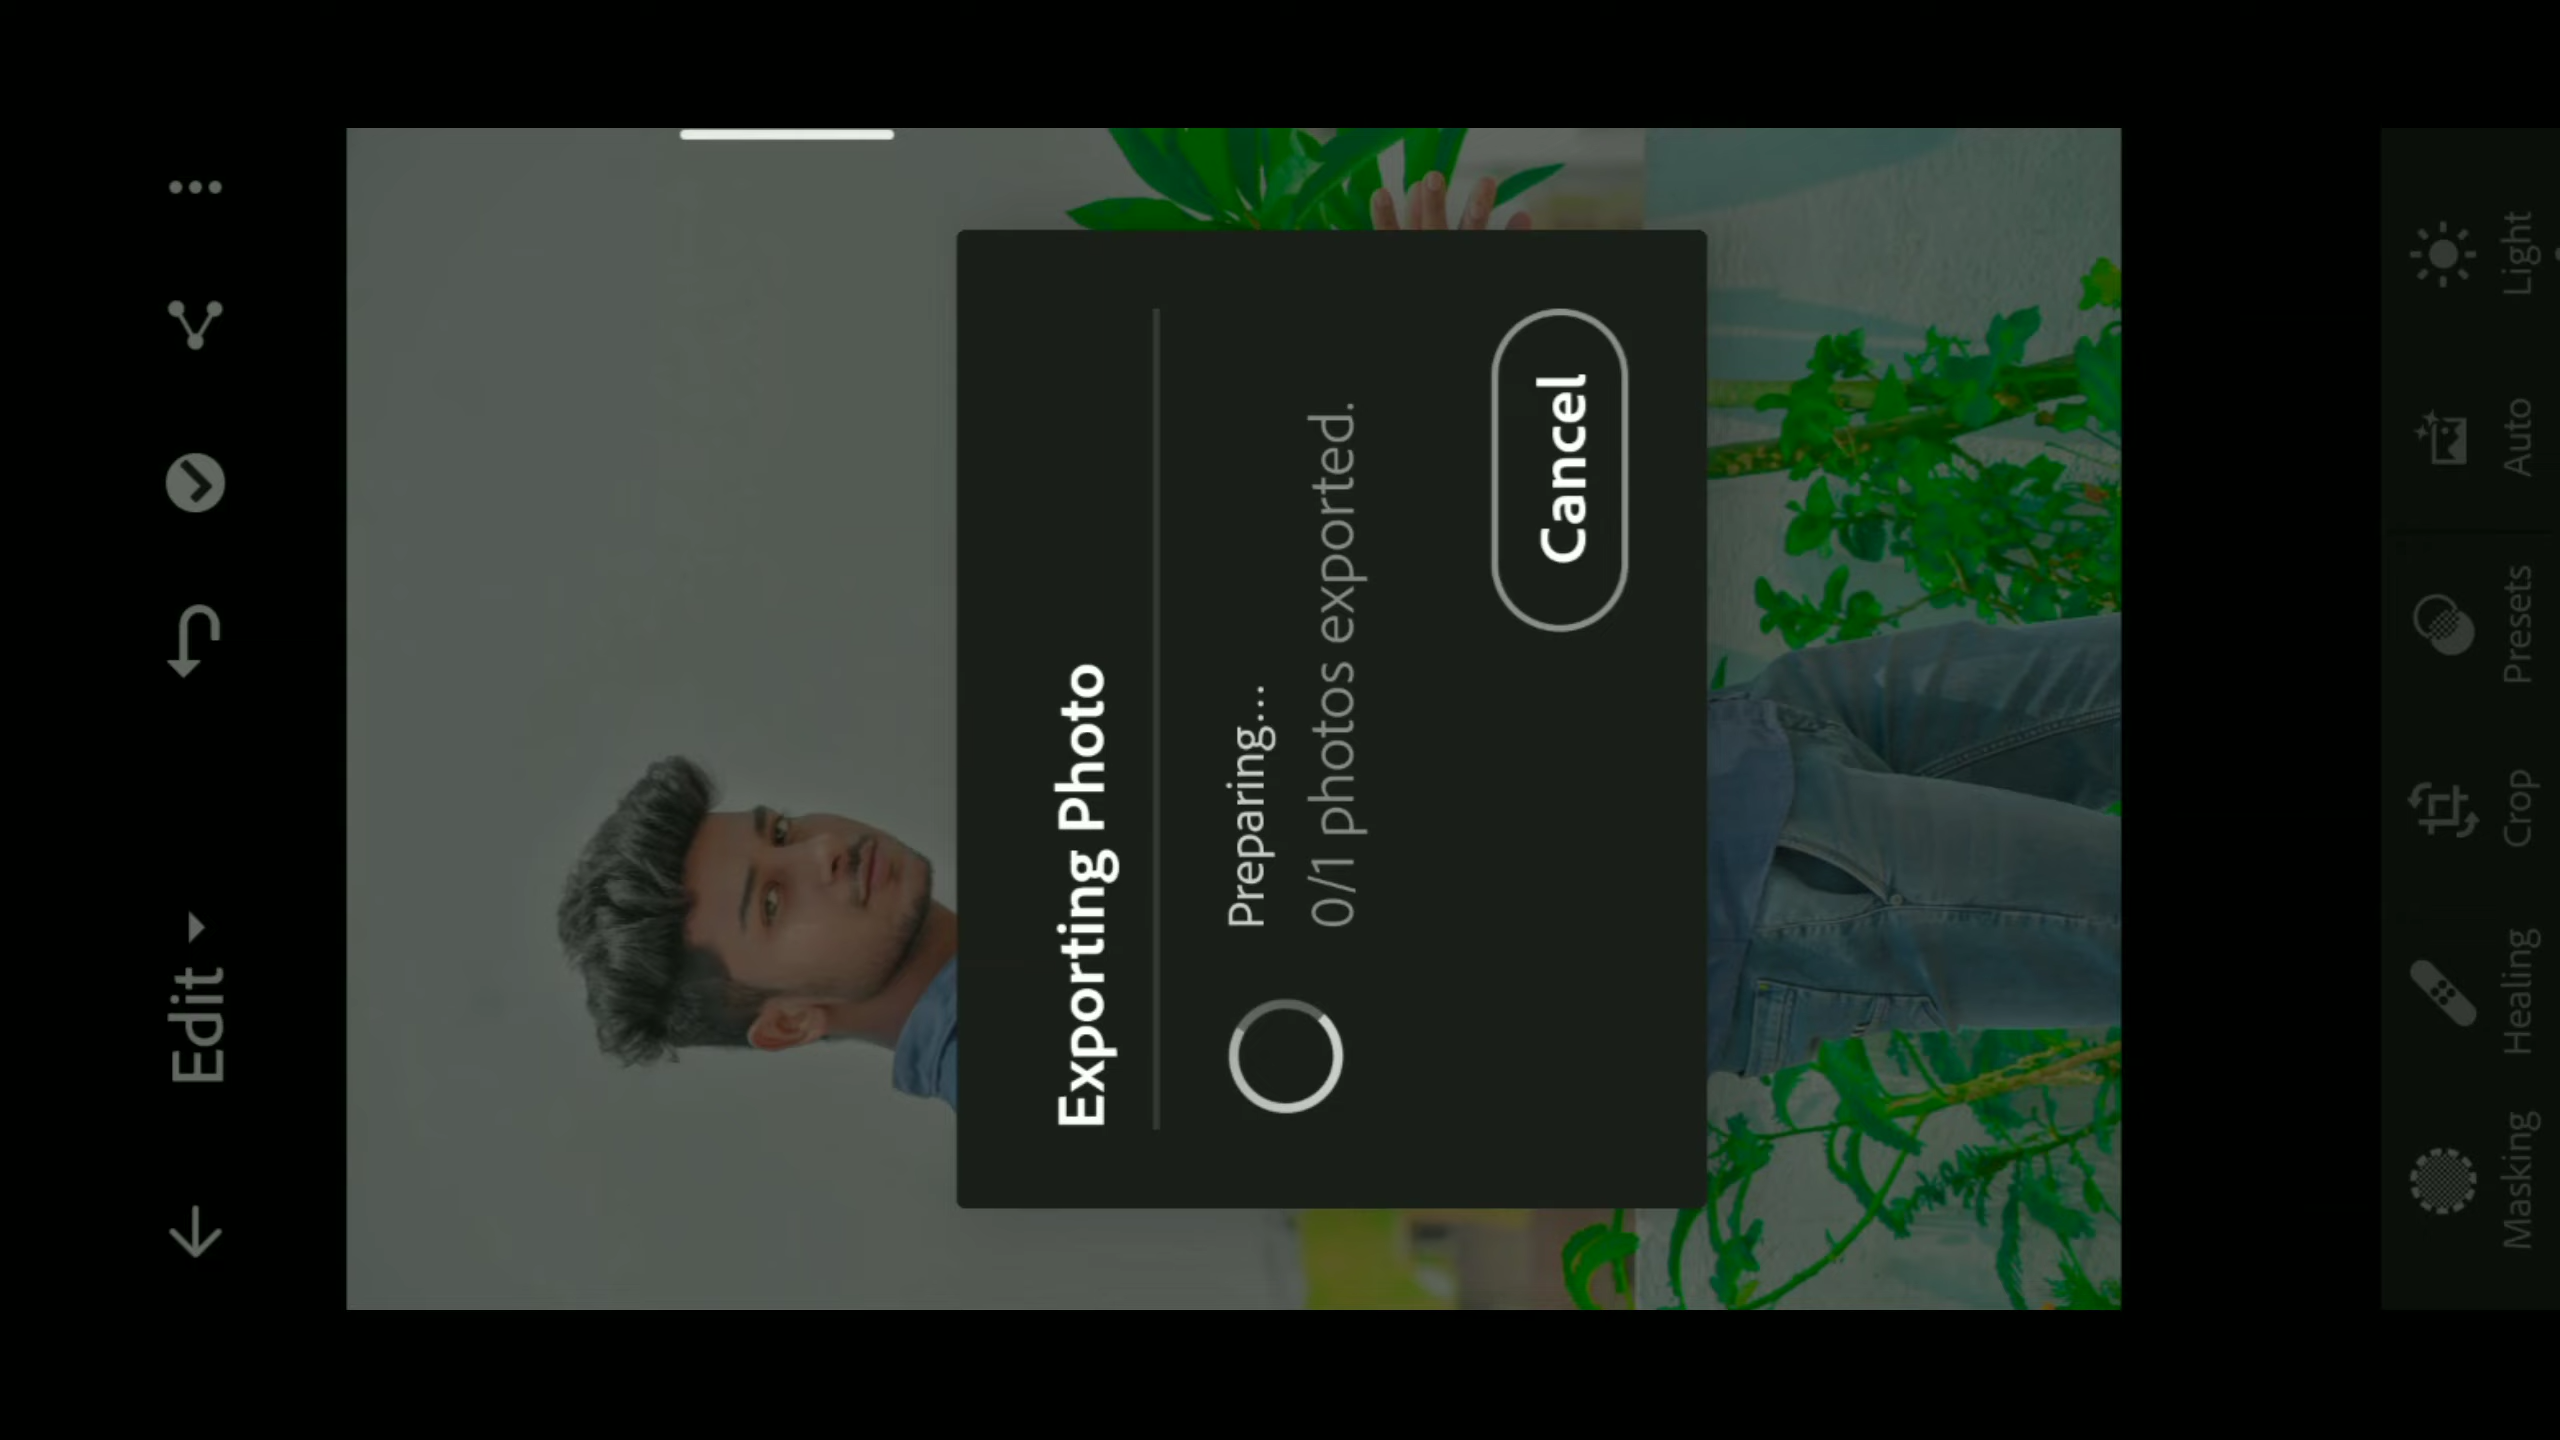 Edit
Exporting Photo
Preparing...
0/1 photos exported.
Cancel
Masking
Healing
Crop
Presets
Auto
Light